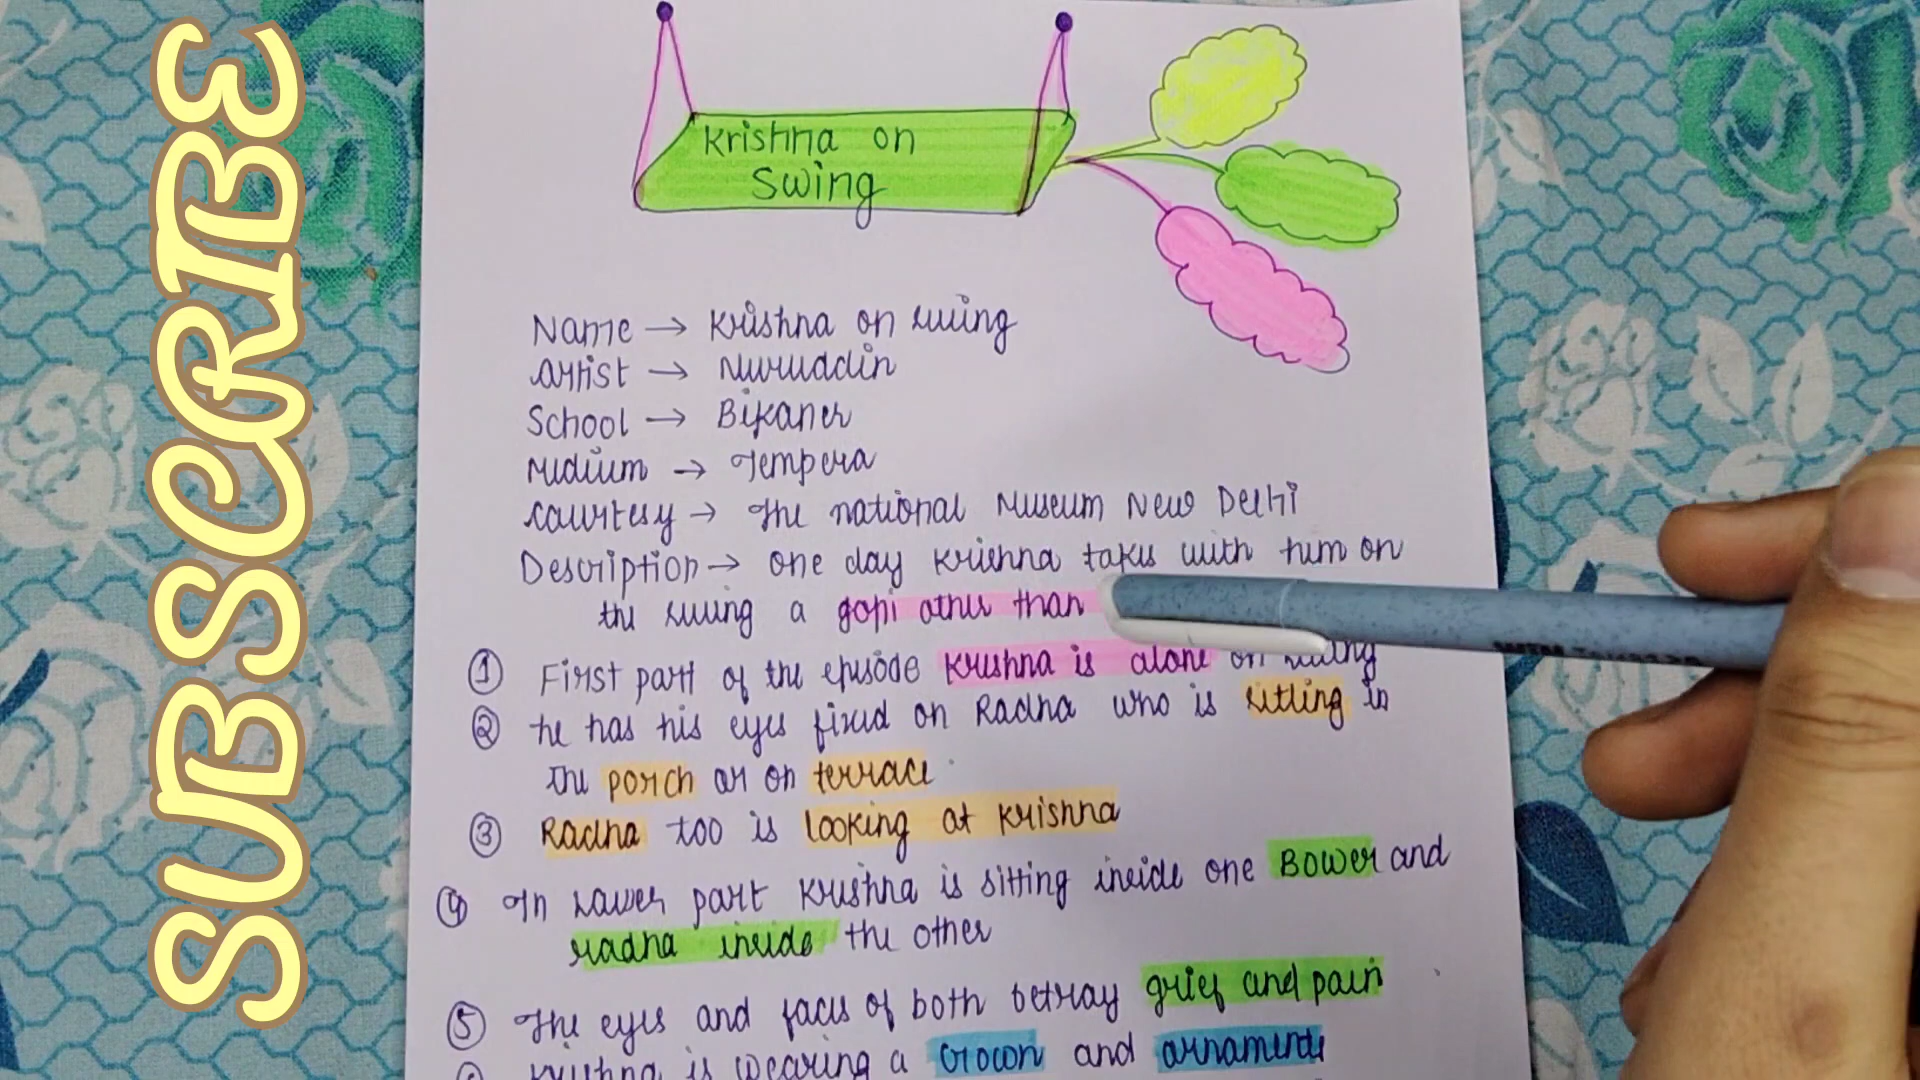 SUBSCRIBE
Krishna on
Swing
Name → Krishna on swing
Artist → Nuruddin
School → Bikaner
Medium → Tempera
Courtesy → The national Museum New Delhi
Description → One day Krishna takes with him on
the swing a gopi other than
① First part of the episode Krishna is alone on swing
② he has his eyes fixed on Radha who is sitting in
the porch or on terrace
③ Radha too is looking at Krishna
④ In lower part Krishna is sitting inside one Bower and
radha inside the other
⑤ The eyes and faces of both betray grief and pain
Krishna is wearing a crown and ornaments